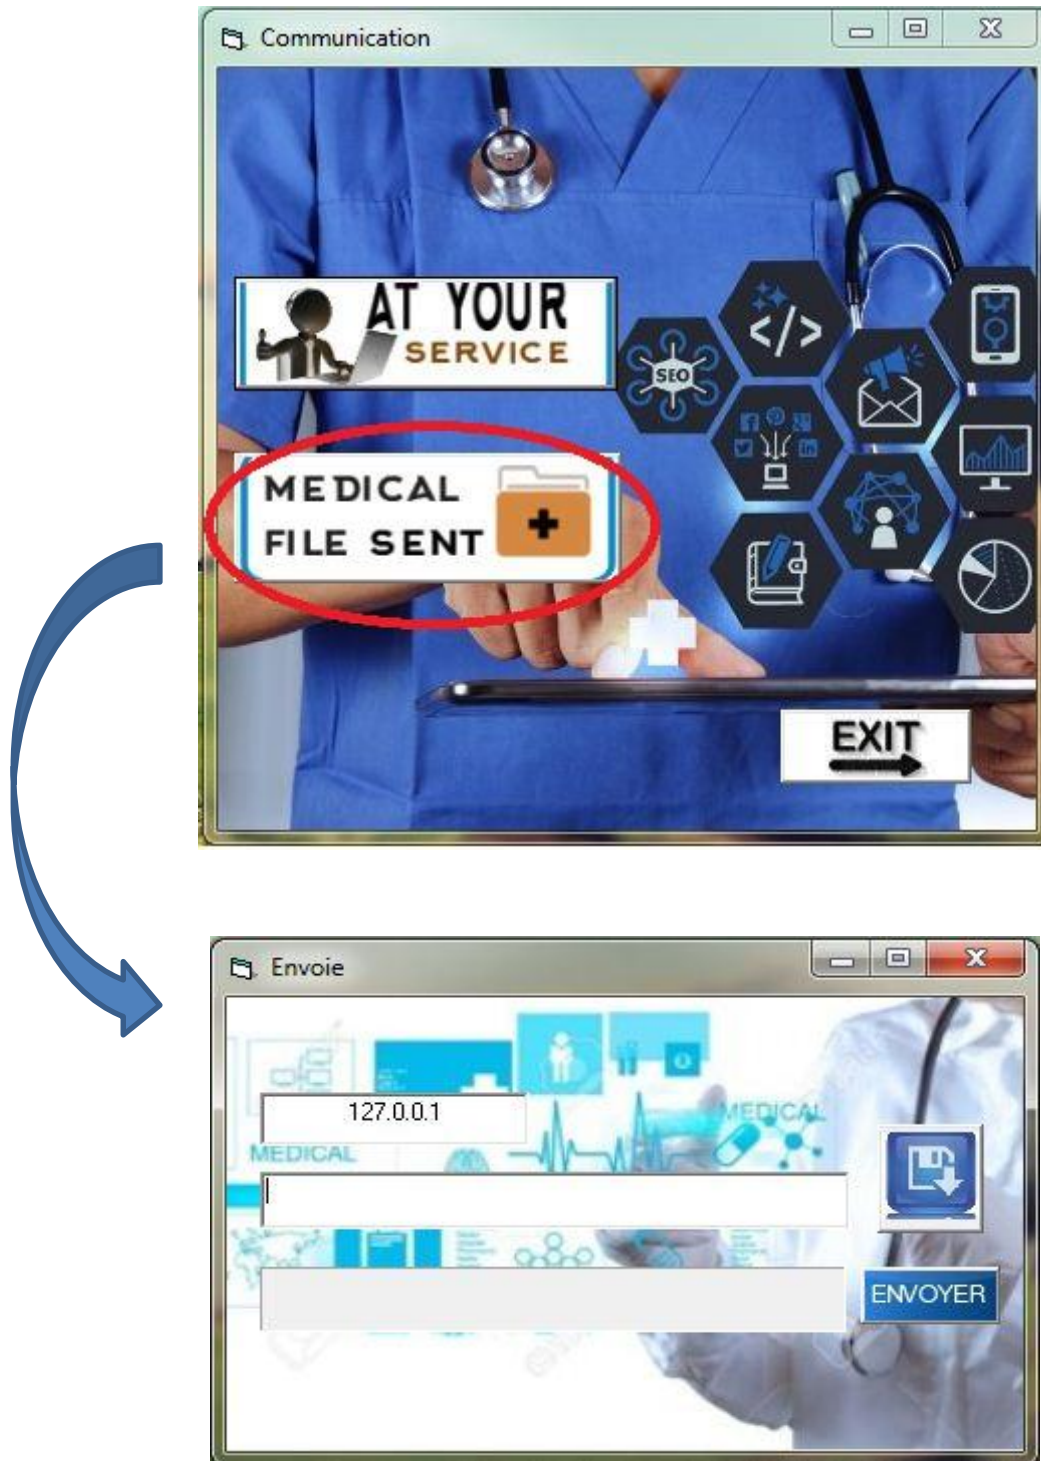 Communication
AT YOUR
SERVICE
SEO
</>
MEDICAL
FILE SENT
EXIT
Envoie
127.0.0.1
MEDICAL
MEDICAL
ENVOYER